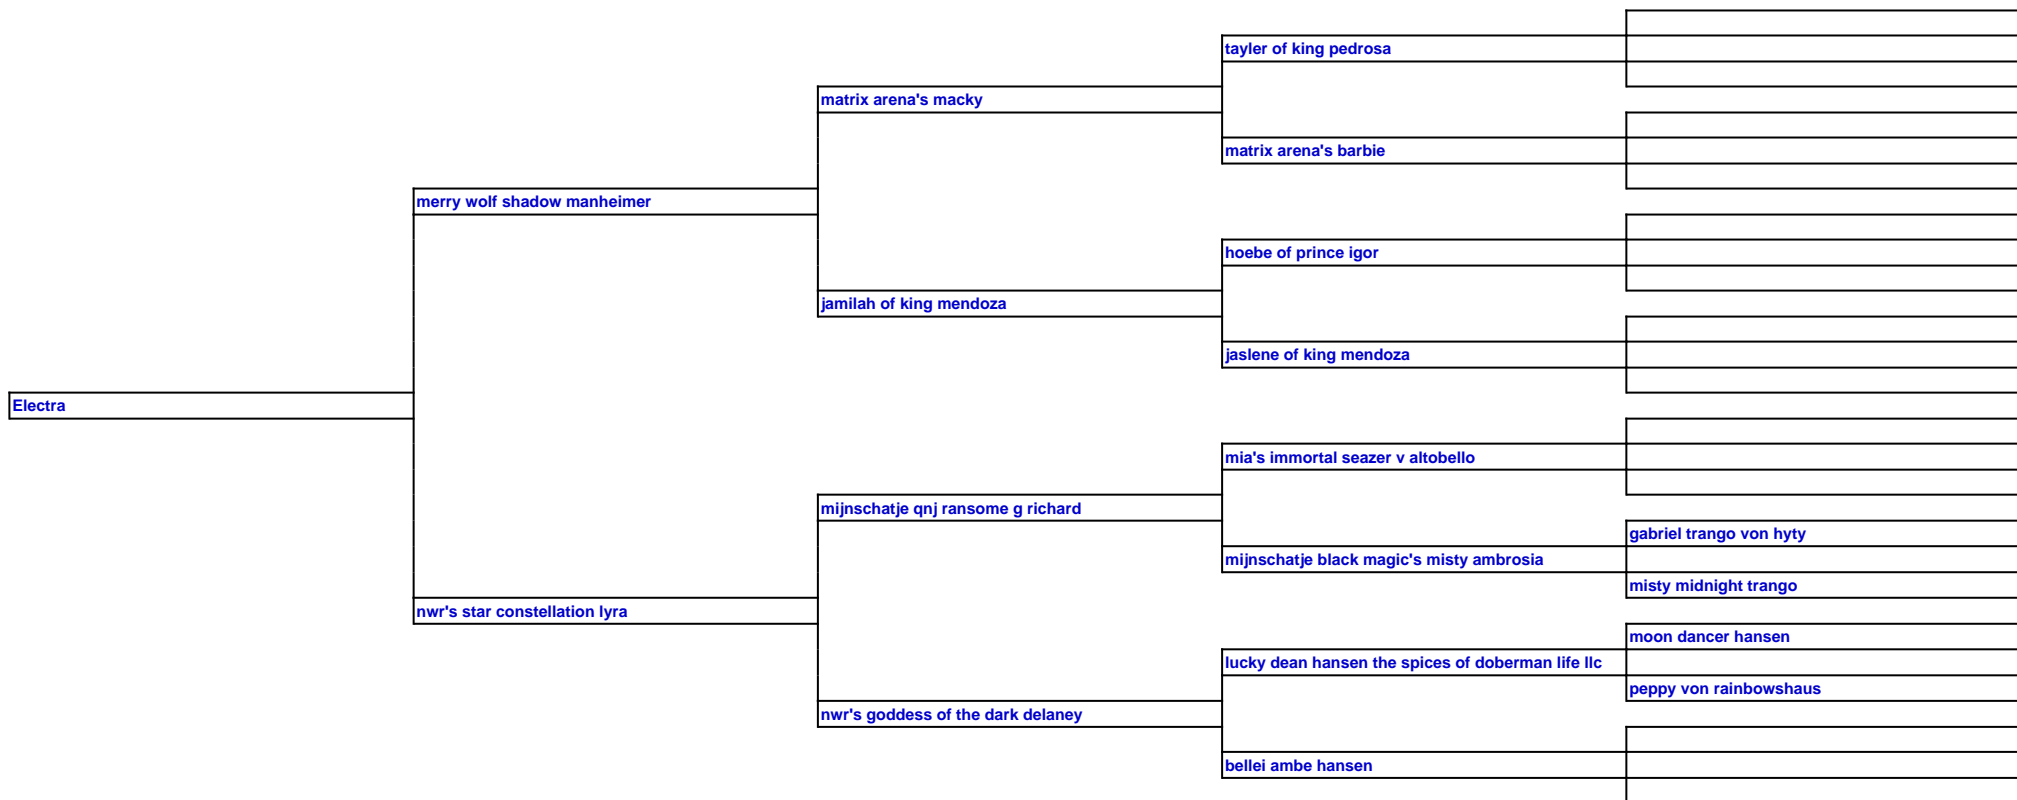 tayler of king pedrosa
matrix arena's macky
matrix arena's barbie
merry wolf shadow manheimer
hoebe of prince igor
jamilah of king mendoza
jaslene of king mendoza
Electra
mia's immortal seazer v altobello
mijnschatje qnj ransome g richard
gabriel trango von hyty
mijnschatje black magic's misty ambrosia
misty midnight trango
nwr's star constellation lyra
moon dancer hansen
lucky dean hansen the spices of doberman life llc
peppy von rainbowshaus
nwr's goddess of the dark delaney
bellei ambe hansen